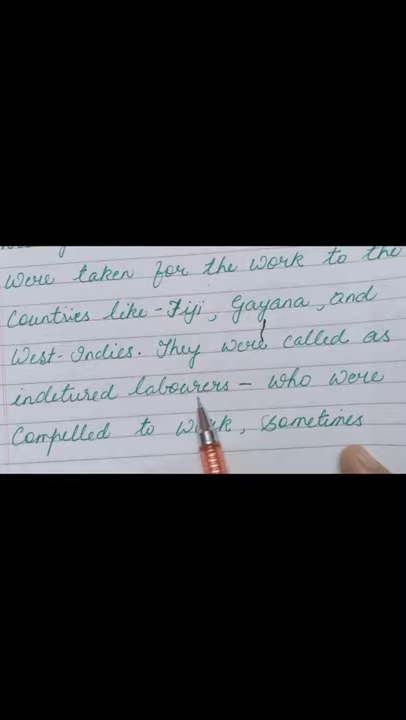 were taken for the work to the
Countries like - Fiji, Gayana, and
West-Indies. They were called as
indetured labourers - who were
Compelled to work, sometimes